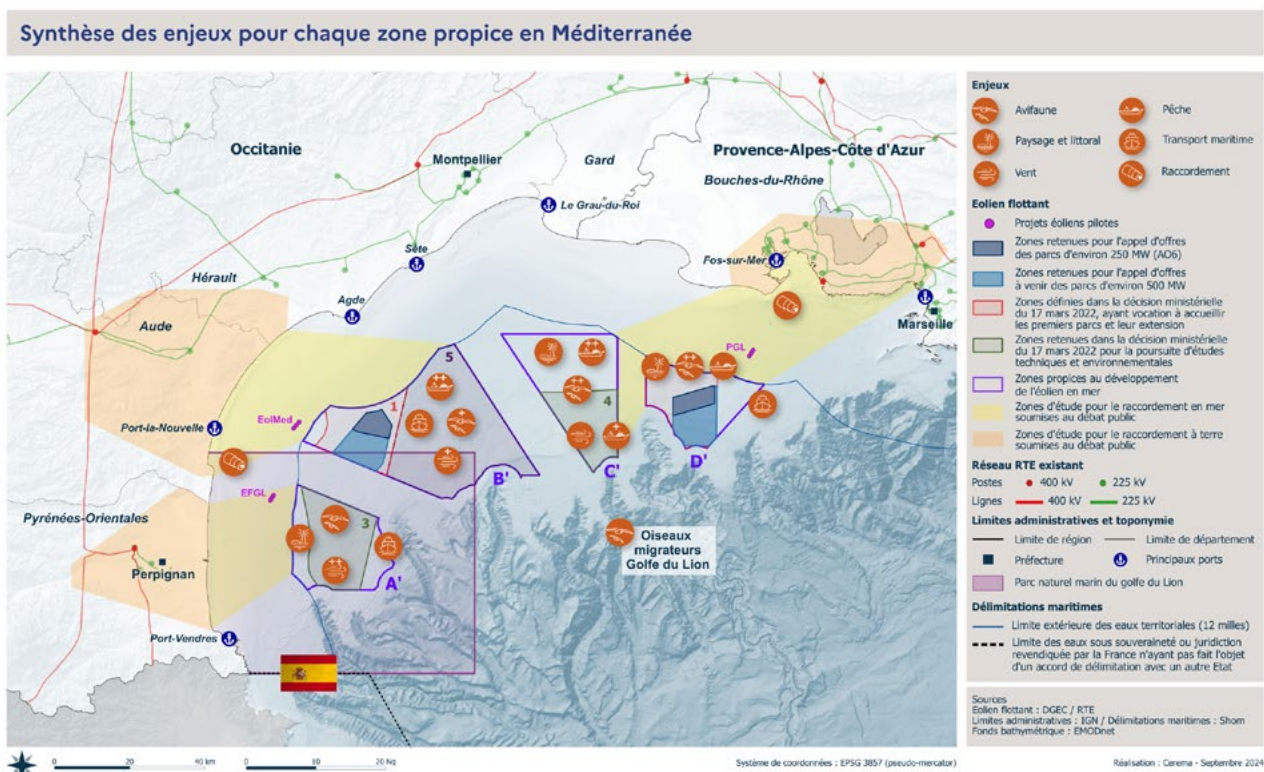 Synthèse des enjeux pour chaque zone propice en Méditerranée
Occitanie
Montpellier
Gard
Provence-Alpes-Côte d'Azur
Bouches-du-Rhône
Le Grau-du-Roi
Sète
Fos-sur-Mer
Hérault
Agde
Marseille
Aude
PGL
5
1
4
EolMed
Port-la-Nouvelle
D'
C'
B'
EFGL
3
Pyrénées-Orientales
Oiseaux
migrateurs
Golfe du Lion
Perpignan
A'
Port-Vendres
Enjeux
Avifaune
Pêche
Paysage et littoral
Transport maritime
Vent
Raccordement
Eolien flottant
Projets éoliens pilotes
Zones retenues pour l'appel d'offres
des parcs d'environ 250 MW (AO6)
Zones retenues pour l'appel d'offres
à venir des parcs d'environ 500 MW
Zones définies dans la décision ministérielle
du 17 mars 2022, ayant vocation à accueillir
les premiers parcs et leur extension
Zones retenues dans la décision ministérielle
du 17 mars 2022 pour la poursuite d'études
techniques et environnementales
Zones propices au développement
de l'éolien en mer
Zones d'étude pour le raccordement en mer
soumises au débat public
Zones d'étude pour le raccordement à terre
soumises au débat public
Réseau RTE existant
Postes 400 kV 225 kV
Lignes 400 kV 225 kV
Limites administratives et toponymie
Limite de région Limite de département
Préfecture Principaux ports
Parc naturel marin du golfe du Lion
Délimitations maritimes
Limite extérieure des eaux territoriales (12 milles)
Limite des eaux sous souveraineté ou juridiction
revendiquée par la France n'ayant pas fait l'objet
d'un accord de délimitation avec un autre Etat
Sources
Eolien flottant : DGEC / RTE
Limites administratives : IGN / Délimitations maritimes : Shom
Fonds bathymétrique : EMODnet
0 20 40 km
0 10 20 Nq
Système de coordonnées : EPSG 3857 (pseudo-mercator)
Réalisation : Cerema - Septembre 2024